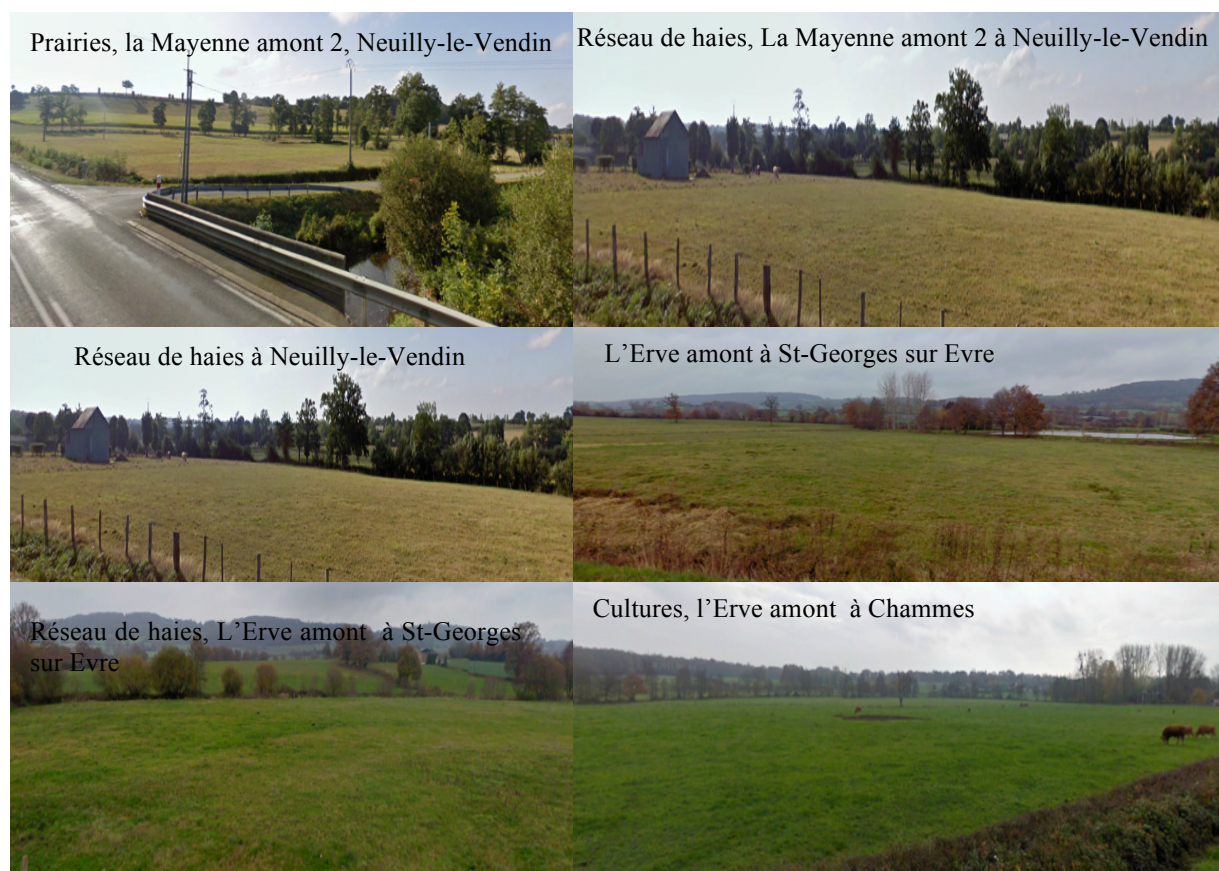 Prairies, la Mayenne amont 2, Neuilly-le-Vendin
Réseau de haies, La Mayenne amont 2 à Neuilly-le-Vendin
Réseau de haies à Neuilly-le-Vendin
L’Erve amont à St-Georges sur Evre
Réseau de haies, L’Erve amont à St-Georges
sur Evre
Cultures, l’Erve amont à Chammes